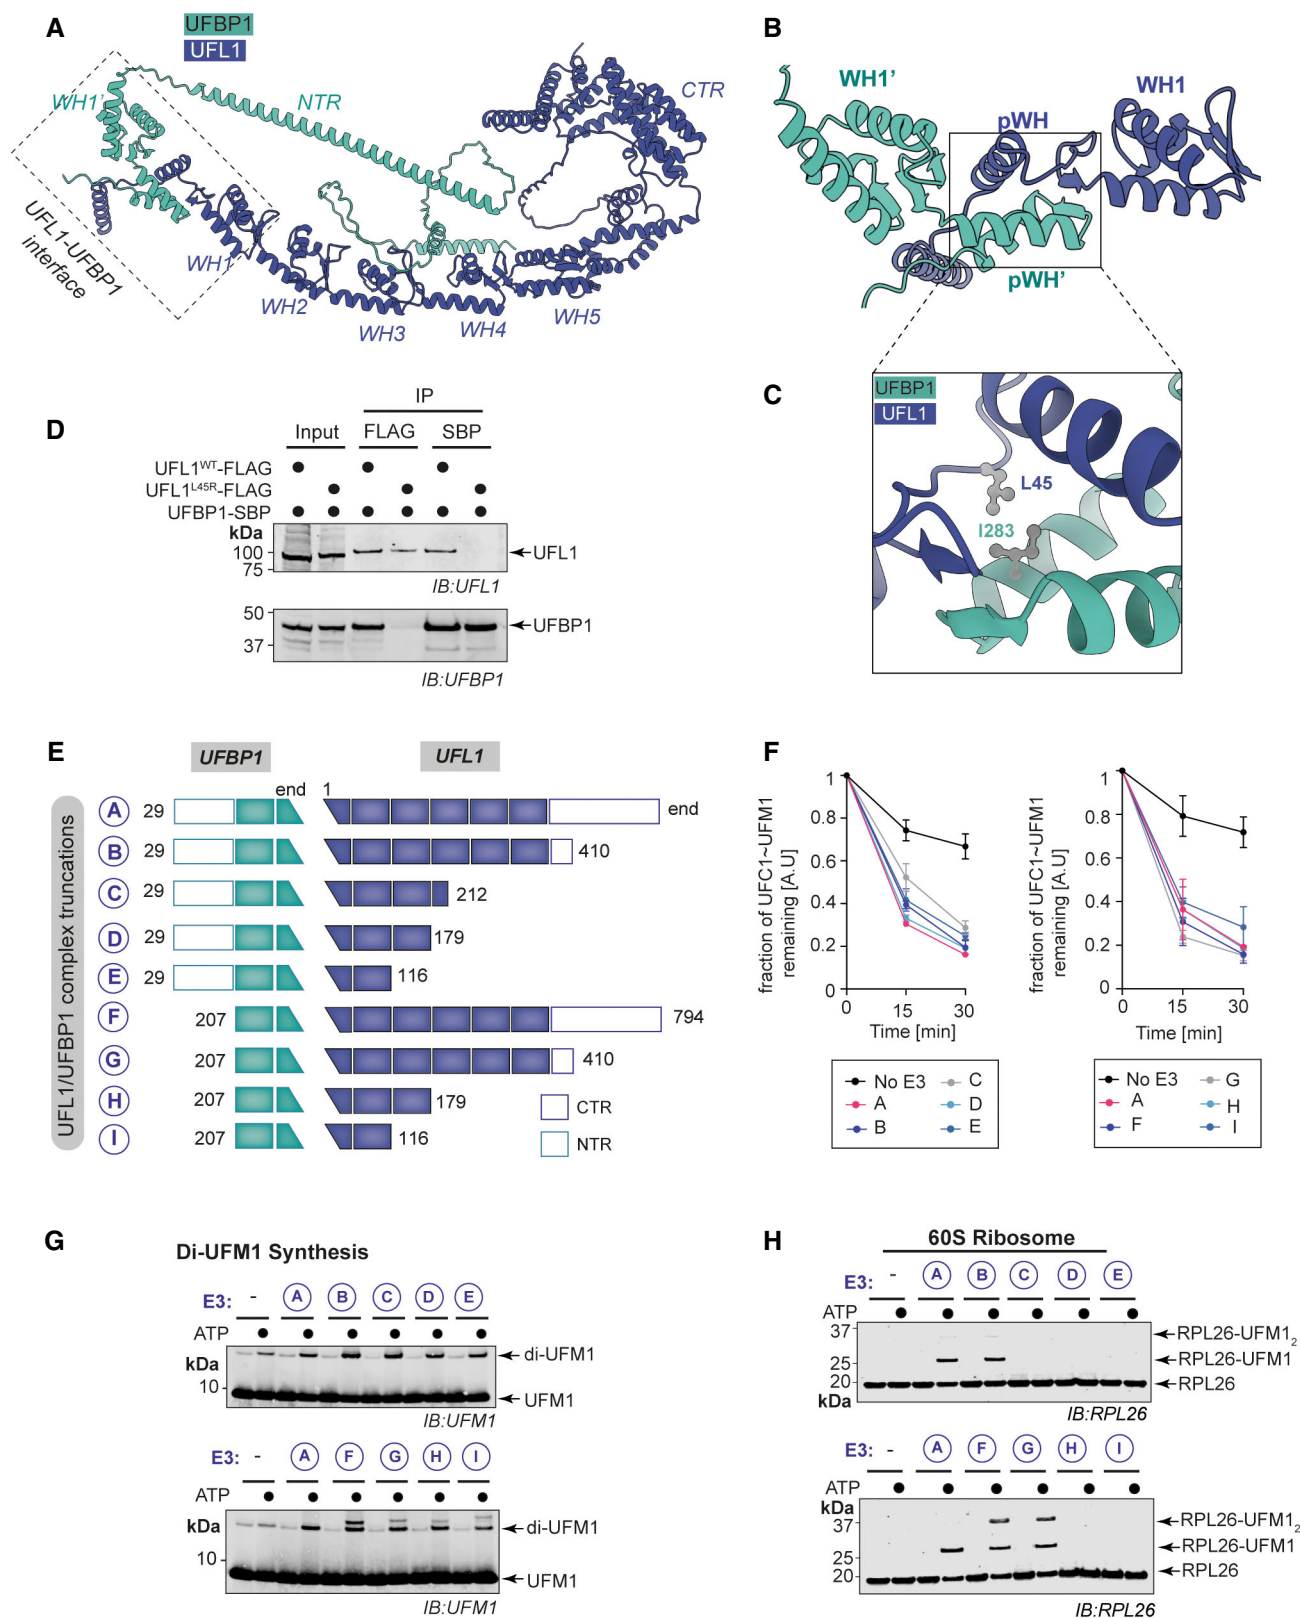 A
UFBP1
UFL1
WH1'
NTR
CTR
UFL1-UFBP1
interface
WH1
WH2
WH3
WH4
WH5
B
WH1'
pWH
WH1
pWH'
C
UFBP1
UFL1
L45
I283
D
IP
Input
FLAG
SBP
UFL1WT-FLAG
UFL1L45R-FLAG
UFBP1-SBP
kDa
100
75
UFL1
IB:UFL1
50
37
UFBP1
IB:UFBP1
E
UFBP1
UFL1
UFL1/UFBP1 complex truncations
end
1
A
29
end
B
29
410
C
29
212
D
29
179
E
29
116
F
207
794
G
207
410
H
207
179
I
207
116
CTR
NTR
F
fraction of UFC1~UFM1
remaining [A.U]
1
0.8
0.6
0.4
0.2
0
0
15
30
Time [min]
No E3
A
B
C
D
E
fraction of UFC1~UFM1
remaining [A.U]
1
0.8
0.6
0.4
0.2
0
0
15
30
Time [min]
No E3
A
F
G
H
I
G
Di-UFM1 Synthesis
E3: - A B C D E
ATP
kDa
10
di-UFM1
UFM1
IB:UFM1
E3: - A F G H I
ATP
kDa
10
di-UFM1
UFM1
IB:UFM1
H
60S Ribosome
E3: - A B C D E
ATP
37
25
20
kDa
RPL26-UFM12
RPL26-UFM1
RPL26
IB:RPL26
E3: - A F G H I
ATP
kDa
37
25
20
RPL26-UFM12
RPL26-UFM1
RPL26
IB:RPL26